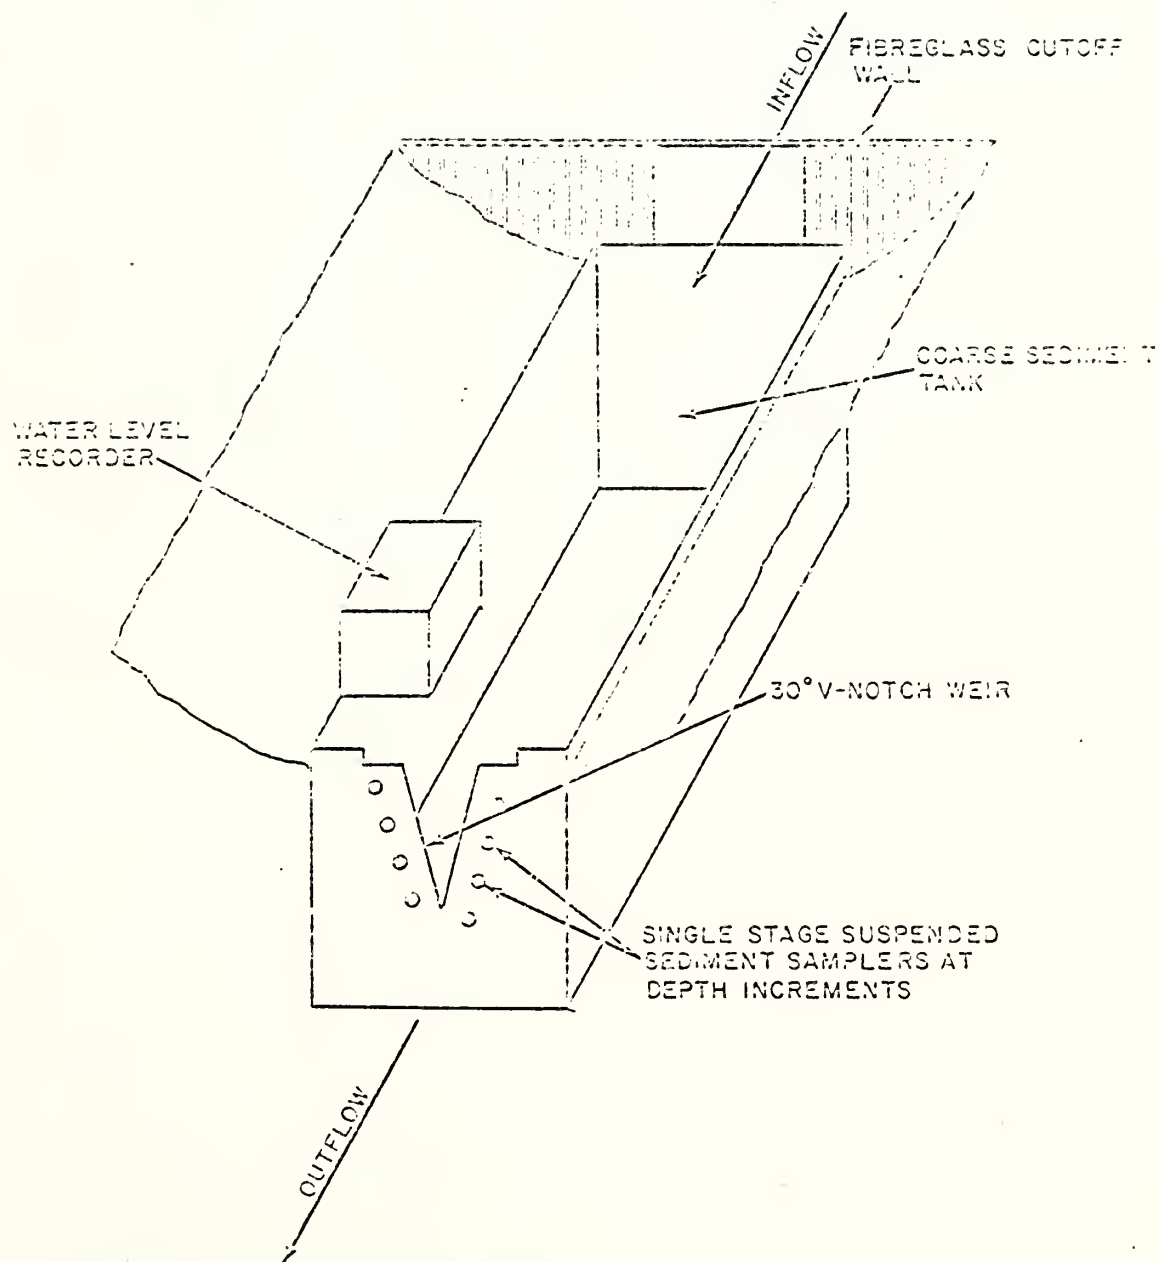 INFLOW
FIBREGLASS CUTOFF
WALL
COARSE SEDIMENT
TANK
WATER LEVEL
RECORDER
30° V-NOTCH WEIR
SINGLE STAGE SUSPENDED
SEDIMENT SAMPLERS AT
DEPTH INCREMENTS
OUTFLOW